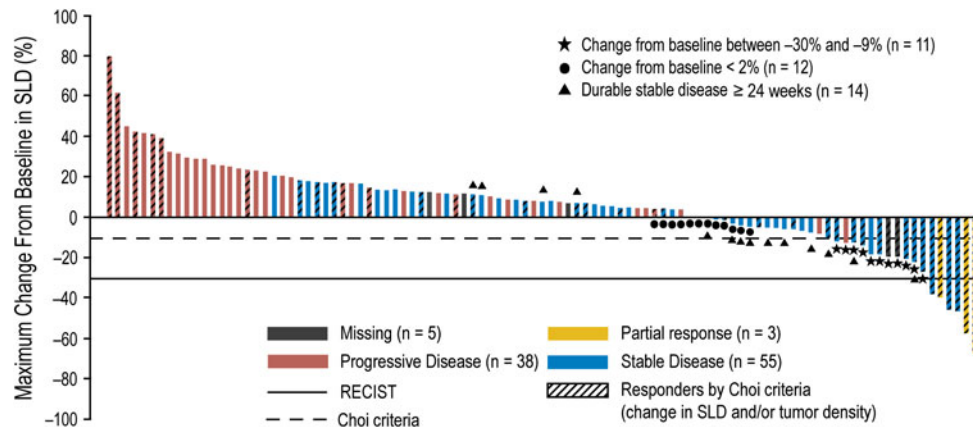 Maximum Change From Baseline in SLD (%)
100
80
60
40
20
0
−20
−40
−60
−80
−100
★ Change from baseline between −30% and −9% (n = 11)
● Change from baseline < 2% (n = 12)
▲ Durable stable disease ≥ 24 weeks (n = 14)
Missing (n = 5)
Progressive Disease (n = 38)
RECIST
Choi criteria
Partial response (n = 3)
Stable Disease (n = 55)
Responders by Choi criteria
(change in SLD and/or tumor density)